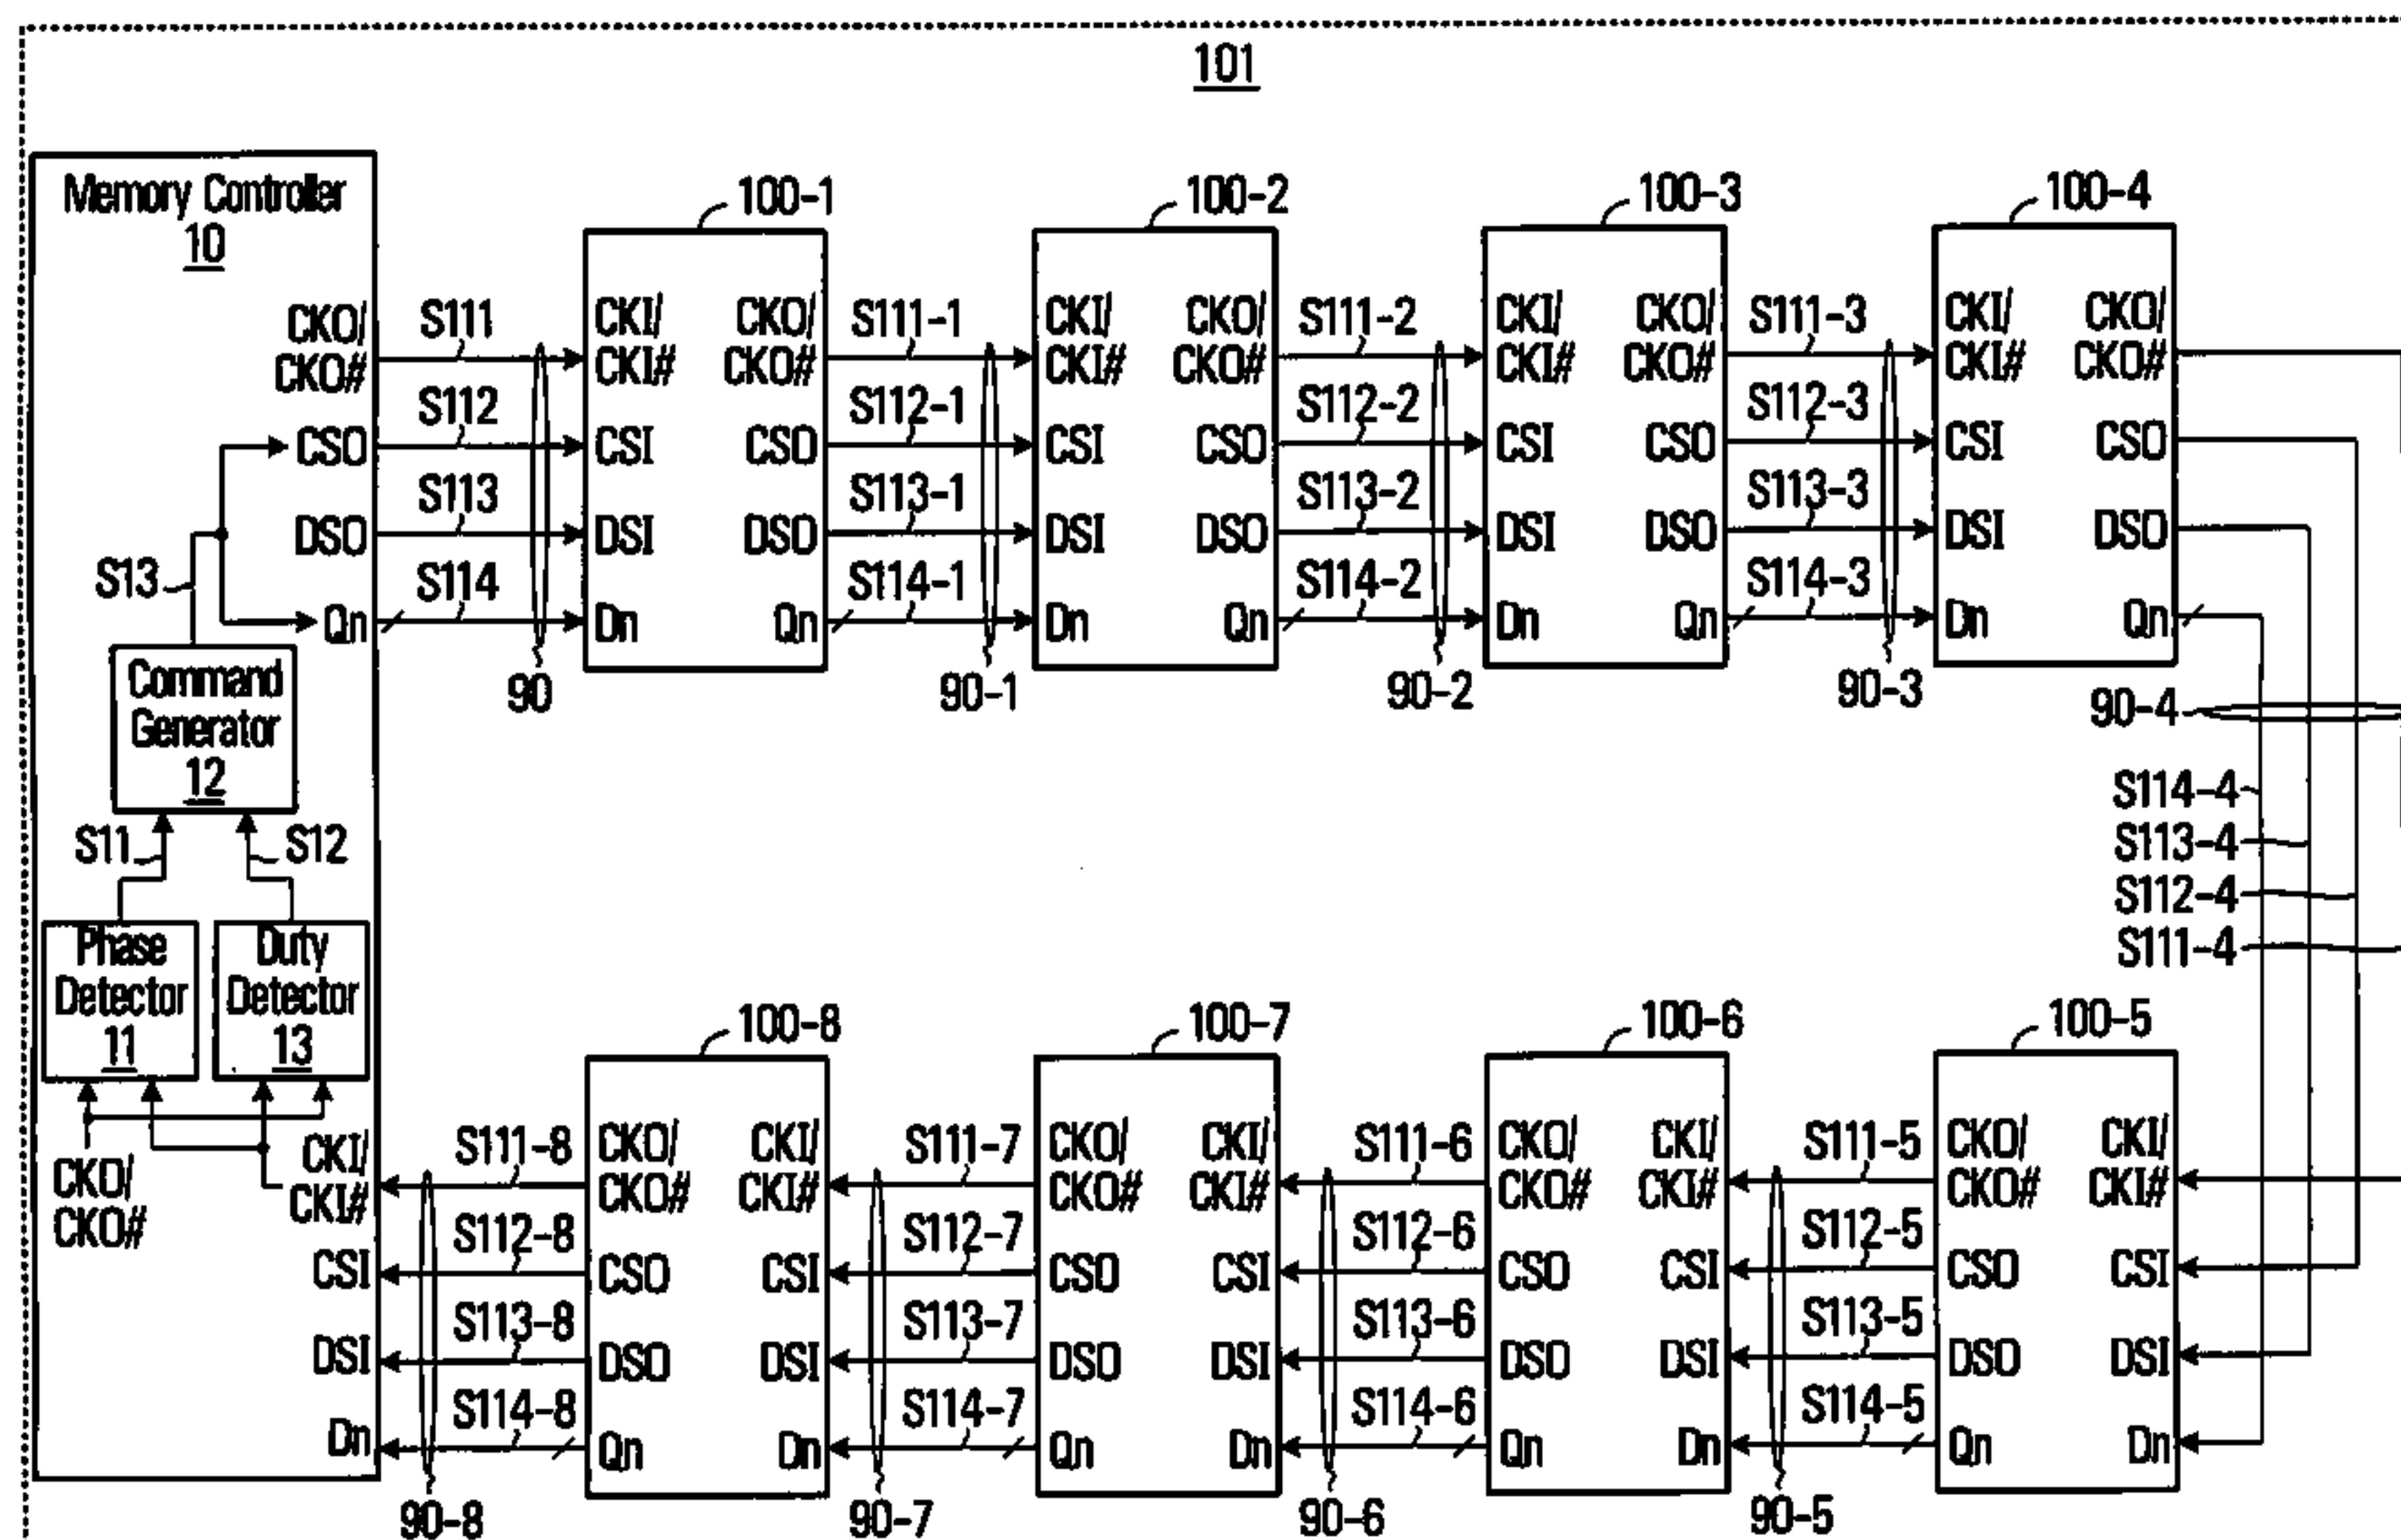 101
Memory Controller
10
100-1
100-2
100-3
100-4
CKO/
CKO#
S111
CKI/
CKI#
CKO/
CKO#
S111-1
CKI/
CKI#
CKO/
CKO#
S111-2
CKI/
CKI#
CKO/
CKO#
S111-3
CKI/
CKI#
CKO/
CKO#
CSO
S112
CSI
CSO
S112-1
CSI
CSO
S112-2
CSI
CSO
S112-3
CSI
CSO
DSO
S113
DSI
DSO
S113-1
DSI
DSO
S113-2
DSI
DSO
S113-3
DSI
DSO
S13
Qn
S114
Dn
Qn
S114-1
Dn
Qn
S114-2
Dn
Qn
S114-3
Dn
Qn
90
90-1
90-2
90-3
90-4
Command
Generator
12
S114-4
S113-4
S112-4
S111-4
S11
S12
Phase
Detector
11
Duty
Detector
13
100-8
100-7
100-6
100-5
CKO/
CKO#
CKI/
CKI#
S111-8
CKO/
CKO#
CKI/
CKI#
S111-7
CKO/
CKO#
CKI/
CKI#
S111-6
CKO/
CKO#
CKI/
CKI#
S111-5
CKO/
CKO#
CKI/
CKI#
CSI
S112-8
CSO
CSI
S112-7
CSO
CSI
S112-6
CSO
CSI
S112-5
CSO
CSI
DSI
S113-8
DSO
DSI
S113-7
DSO
DSI
S113-6
DSO
DSI
S113-5
DSO
DSI
Dn
S114-8
Qn
Dn
S114-7
Qn
Dn
S114-6
Qn
Dn
S114-5
Qn
Dn
90-8
90-7
90-6
90-5